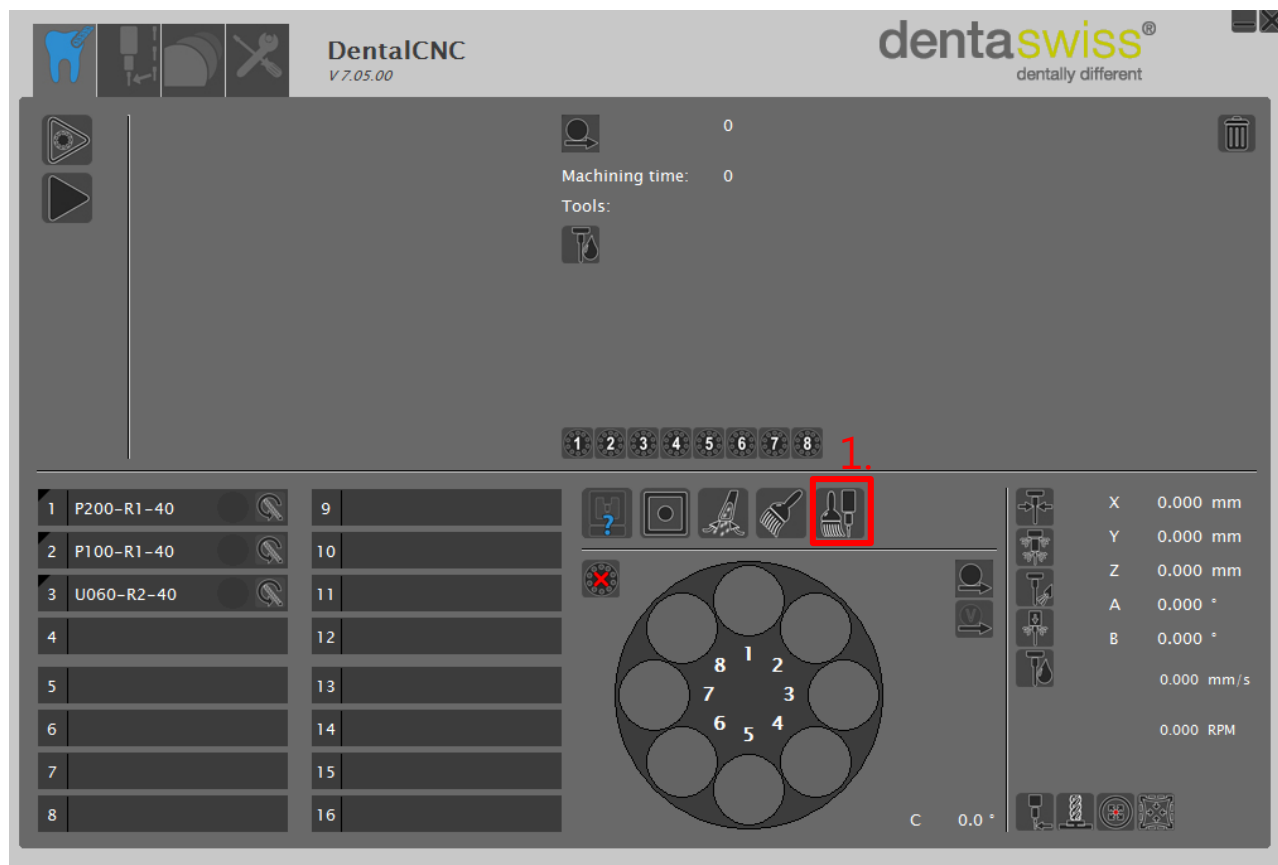 DentalCNC
V 7.05.00
dentaswiss®
dentally different
0
Machining time: 0
Tools:
1 2 3 4 5 6 7 8
1.
1 P200-R1-40
2 P100-R1-40
3 U060-R2-40
4
5
6
7
8
9
10
11
12
13
14
15
16
?
1
2
3
4
5
6
7
8
C 0.0 °
V
X 0.000 mm
Y 0.000 mm
Z 0.000 mm
A 0.000 °
B 0.000 °
0.000 mm/s
0.000 RPM